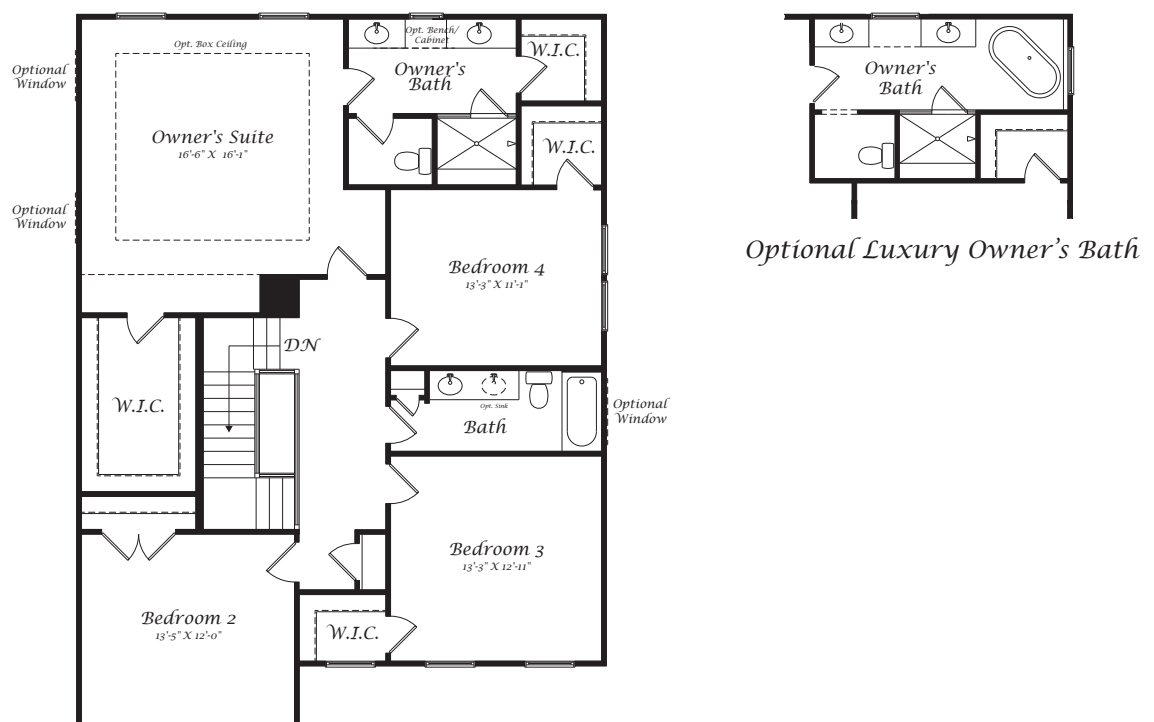 Opt. Box Ceiling
Opt. Bench/
Cabinet
W.I.C.
Optional
Window
Owner's
Bath
Owner's Suite
16'-6" X 16'-1"
W.I.C.
Optional
Window
Bedroom 4
13'-3" X 11'-1"
DN
W.I.C.
Opt. Sink
Bath
Optional
Window
Bedroom 3
13'-3" X 12'-11"
Bedroom 2
13'-5" X 12'-0"
W.I.C.
Owner's
Bath
Optional Luxury Owner's Bath